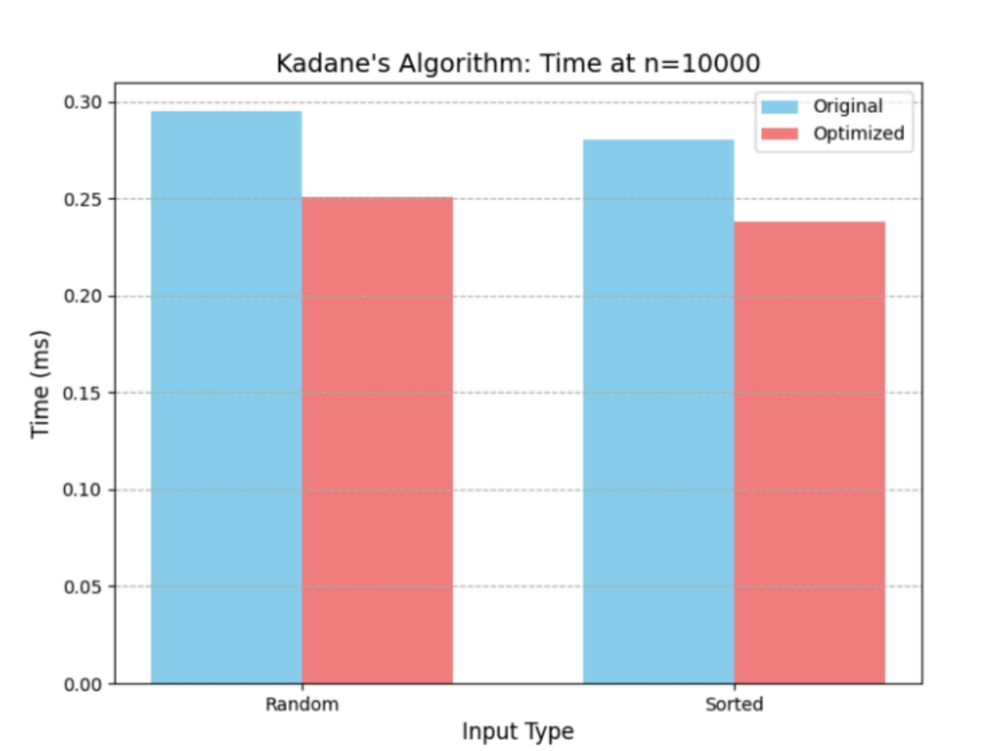 Kadane's Algorithm: Time at n=10000
Original
Optimized
0.30
0.25
0.20
0.15
0.10
0.05
0.00
Time (ms)
Random
Sorted
Input Type